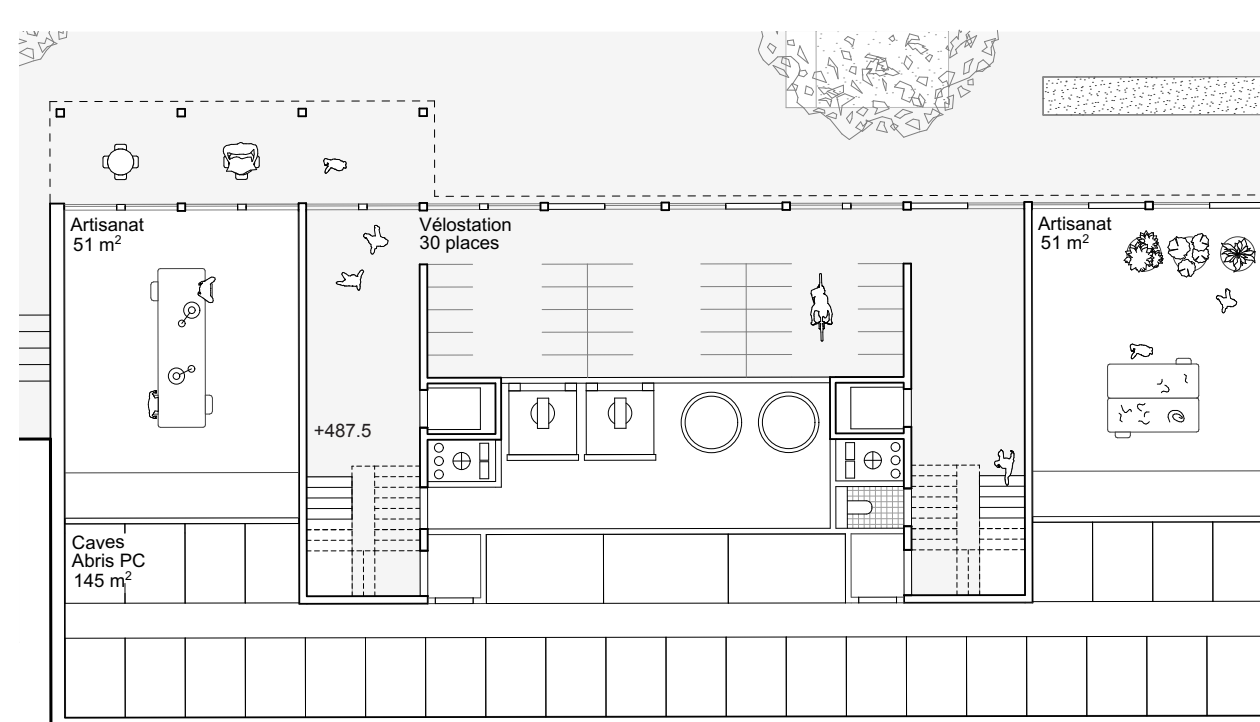 Artisanat
51 m²
Vélostation
30 places
Artisanat
51 m²
+487.5
Caves
Abris PC
145 m²